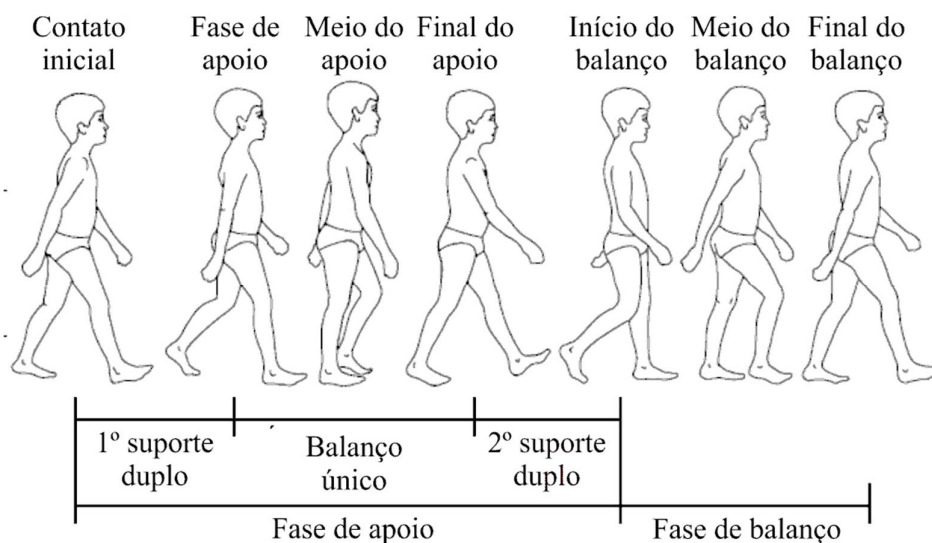 Contato
inicial
Fase de
apoio
Meio do
apoio
Final do
apoio
Início do
balanço
Meio do
balanço
Final do
balanço
1º suporte
duplo
Balanço
único
2º suporte
duplo
Fase de apoio
Fase de balanço